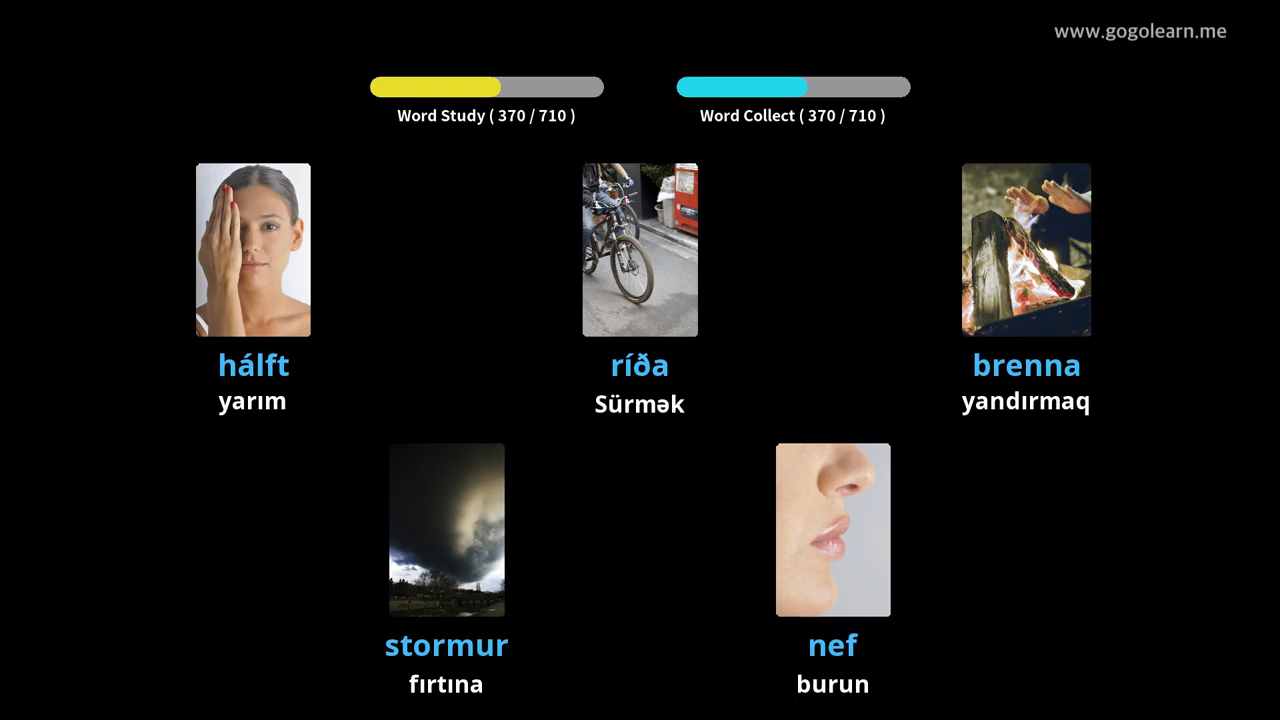 www.gogolearn.me
Word Study ( 370 / 710 )
Word Collect ( 370 / 710 )
hálft
yarım
ríða
Sürmək
brenna
yandırmaq
stormur
fırtına
nef
burun